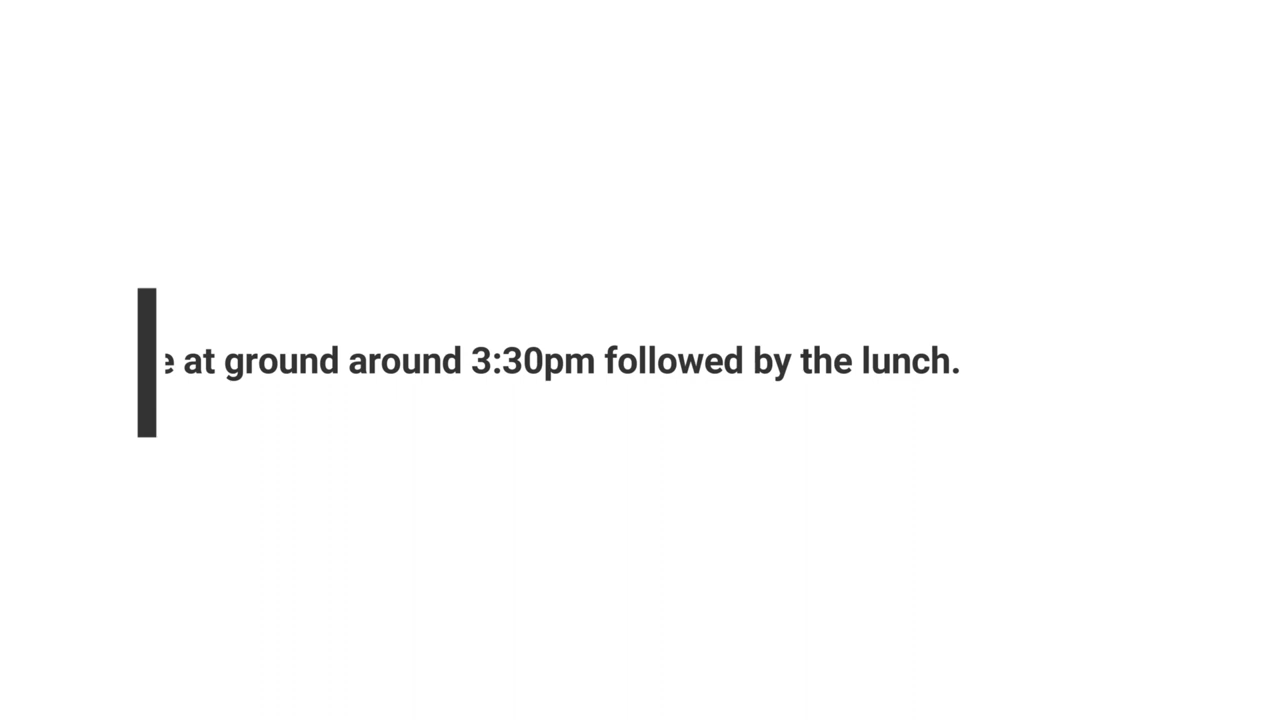 at ground around 3:30pm followed by the lunch.